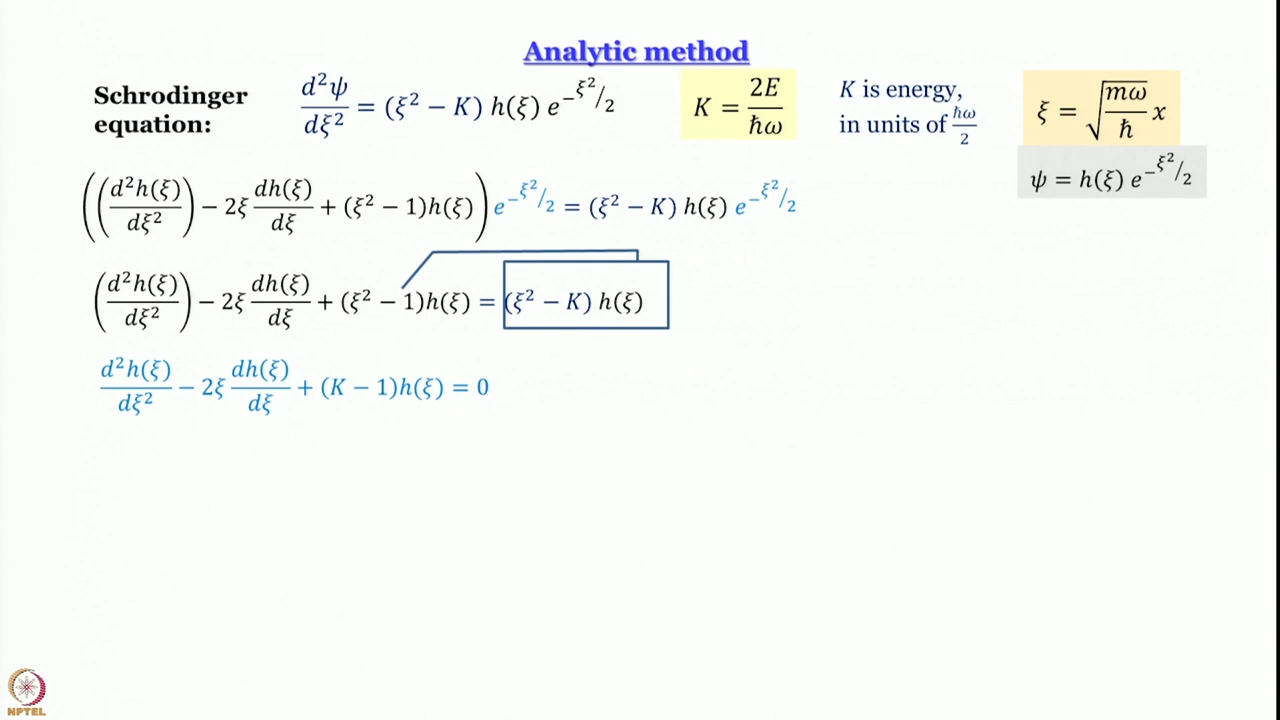 Analytic method
Schrodinger equation: d²ψ/dξ² = (ξ² − K) h(ξ) e^(−ξ²/2)
K = 2E/ℏω
K is energy,
in units of ℏω/2
ξ = √(mω/ℏ) x
ψ = h(ξ) e^(−ξ²/2)
((d²h(ξ)/dξ²) − 2ξ dh(ξ)/dξ + (ξ² − 1)h(ξ)) e^(−ξ²/2) = (ξ² − K) h(ξ) e^(−ξ²/2)
(d²h(ξ)/dξ²) − 2ξ dh(ξ)/dξ + (ξ² − 1)h(ξ) = (ξ² − K) h(ξ)
d²h(ξ)/dξ² − 2ξ dh(ξ)/dξ + (K − 1)h(ξ) = 0
NPTEL